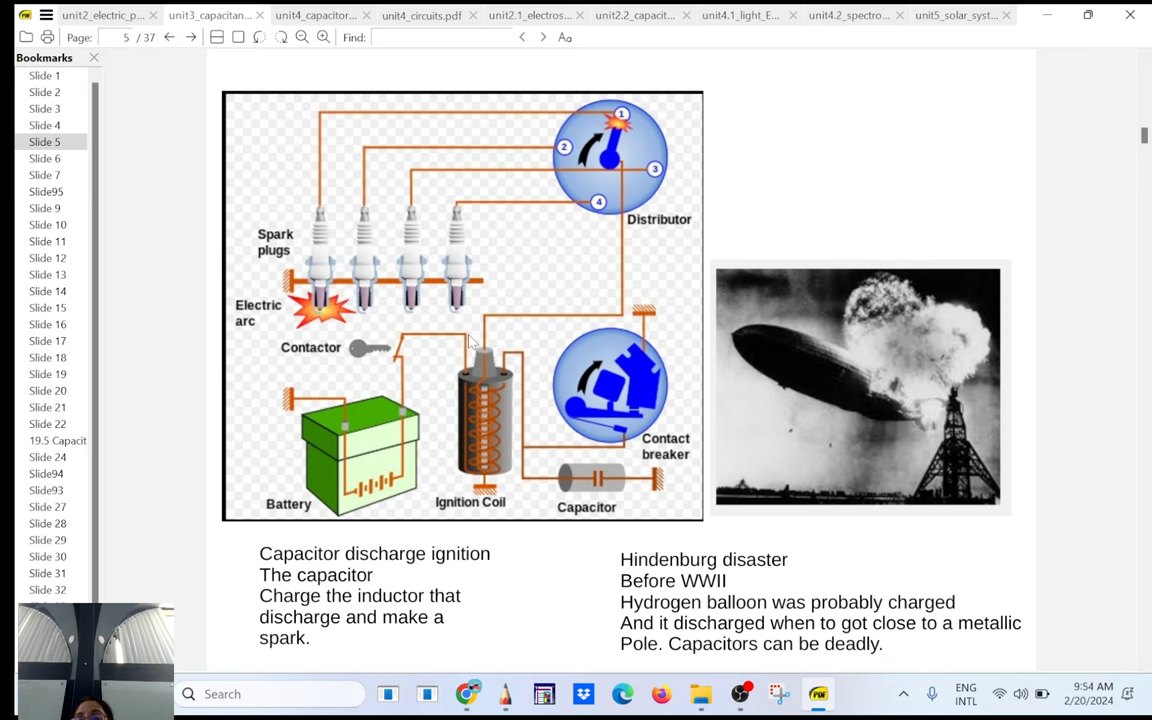 unit2_electric_p...
unit3_capacitan...
unit4_capacitor...
unit4_circuits.pdf
unit2.1_electros...
unit2.2_capacit...
unit4.1_light_E...
unit4.2_spectro...
unit5_solar_syst...
Page: 5 / 37
Find:
Aa
Bookmarks
Slide 1
Slide 2
Slide 3
Slide 4
Slide 5
Slide 6
Slide 7
Slide95
Slide 9
Slide 10
Slide 11
Slide 12
Slide 13
Slide 14
Slide 15
Slide 16
Slide 17
Slide 18
Slide 19
Slide 20
Slide 21
Slide 22
19.5 Capacit
Slide 24
Slide94
Slide93
Slide 27
Slide 28
Slide 29
Slide 30
Slide 31
Slide 32
1
2
3
4
Distributor
Spark
plugs
Electric
arc
Contactor
Contact
breaker
Battery
Ignition Coil
Capacitor
Capacitor discharge ignition
The capacitor
Charge the inductor that
discharge and make a
spark.
Hindenburg disaster
Before WWII
Hydrogen balloon was probably charged
And it discharged when to got close to a metallic
Pole. Capacitors can be deadly.
Search
PDF
ENG
INTL
9:54 AM
2/20/2024